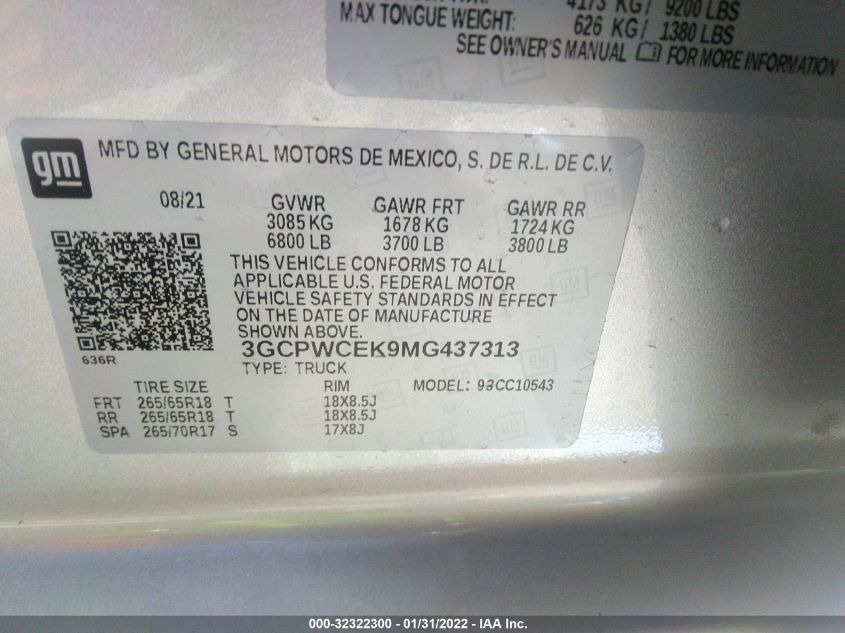 4173 KG / 9200 LBS
MAX TONGUE WEIGHT: 626 KG / 1380 LBS
SEE OWNER'S MANUAL FOR MORE INFORMATION
gm
MFD BY GENERAL MOTORS DE MEXICO, S. DE R.L. DE C.V.
08/21 GVWR GAWR FRT GAWR RR
3085 KG 1678 KG 1724 KG
6800 LB 3700 LB 3800 LB
THIS VEHICLE CONFORMS TO ALL
APPLICABLE U.S. FEDERAL MOTOR
VEHICLE SAFETY STANDARDS IN EFFECT
ON THE DATE OF MANUFACTURE
SHOWN ABOVE.
636R
3GCPWCEK9MG437313
TYPE: TRUCK
TIRE SIZE RIM MODEL: 93CC10543
FRT 265/65R18 T 18X8.5J
RR 265/65R18 T 18X8.5J
SPA 265/70R17 S 17X8J
000-32322300 - 01/31/2022 - IAA Inc.